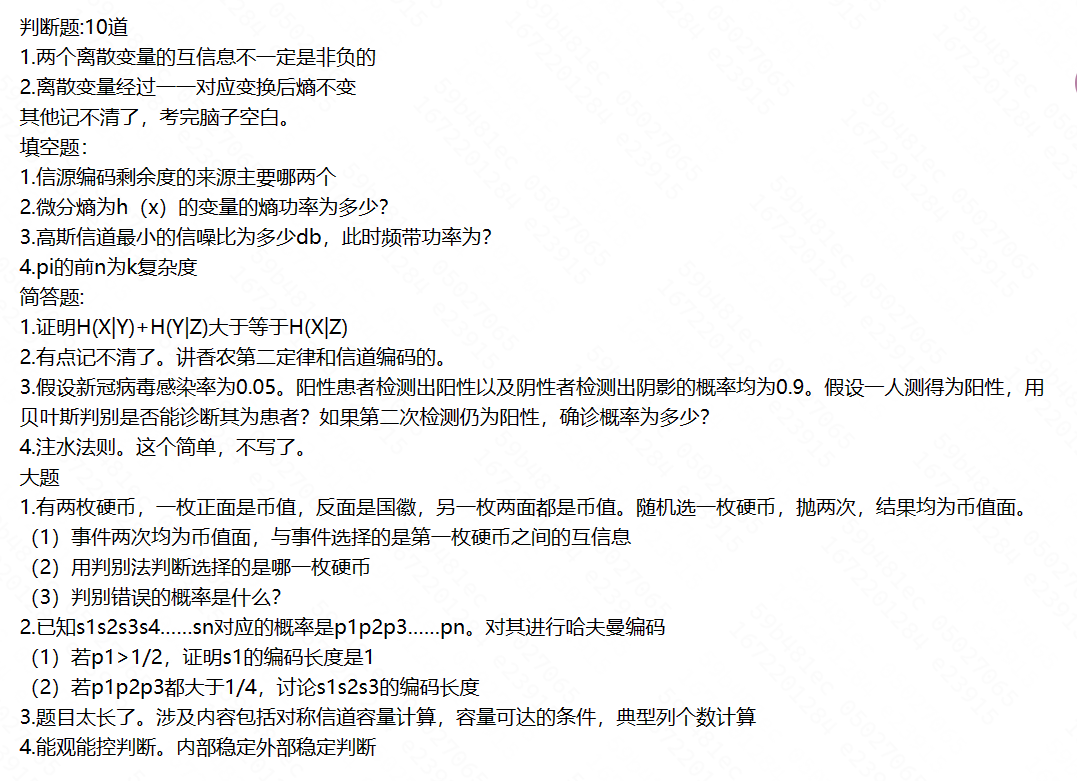 判断题:10道
1.两个离散变量的互信息不一定是非负的
2.离散变量经过一一对应变换后熵不变
其他记不清了，考完脑子空白。
填空题：
1.信源编码剩余度的来源主要哪两个
2.微分熵为h（x）的变量的熵功率为多少？
3.高斯信道最小的信噪比为多少db，此时频带功率为？
4.pi的前n为k复杂度
简答题:
1.证明H(X|Y)+H(Y|Z)大于等于H(X|Z)
2.有点记不清了。讲香农第二定律和信道编码的。
3.假设新冠病毒感染率为0.05。阳性患者检测出阳性以及阴性者检测出阴影的概率均为0.9。假设一人测得为阳性，用
贝叶斯判别是否能诊断其为患者？如果第二次检测仍为阳性，确诊概率为多少？
4.注水法则。这个简单，不写了。
大题
1.有两枚硬币，一枚正面是币值，反面是国徽，另一枚两面都是币值。随机选一枚硬币，抛两次，结果均为币值面。
（1）事件两次均为币值面，与事件选择的是第一枚硬币之间的互信息
（2）用判别法判断选择的是哪一枚硬币
（3）判别错误的概率是什么？
2.已知s1s2s3s4......sn对应的概率是p1p2p3......pn。对其进行哈夫曼编码
（1）若p1>1/2，证明s1的编码长度是1
（2）若p1p2p3都大于1/4，讨论s1s2s3的编码长度
3.题目太长了。涉及内容包括对称信道容量计算，容量可达的条件，典型列个数计算
4.能观能控判断。内部稳定外部稳定判断